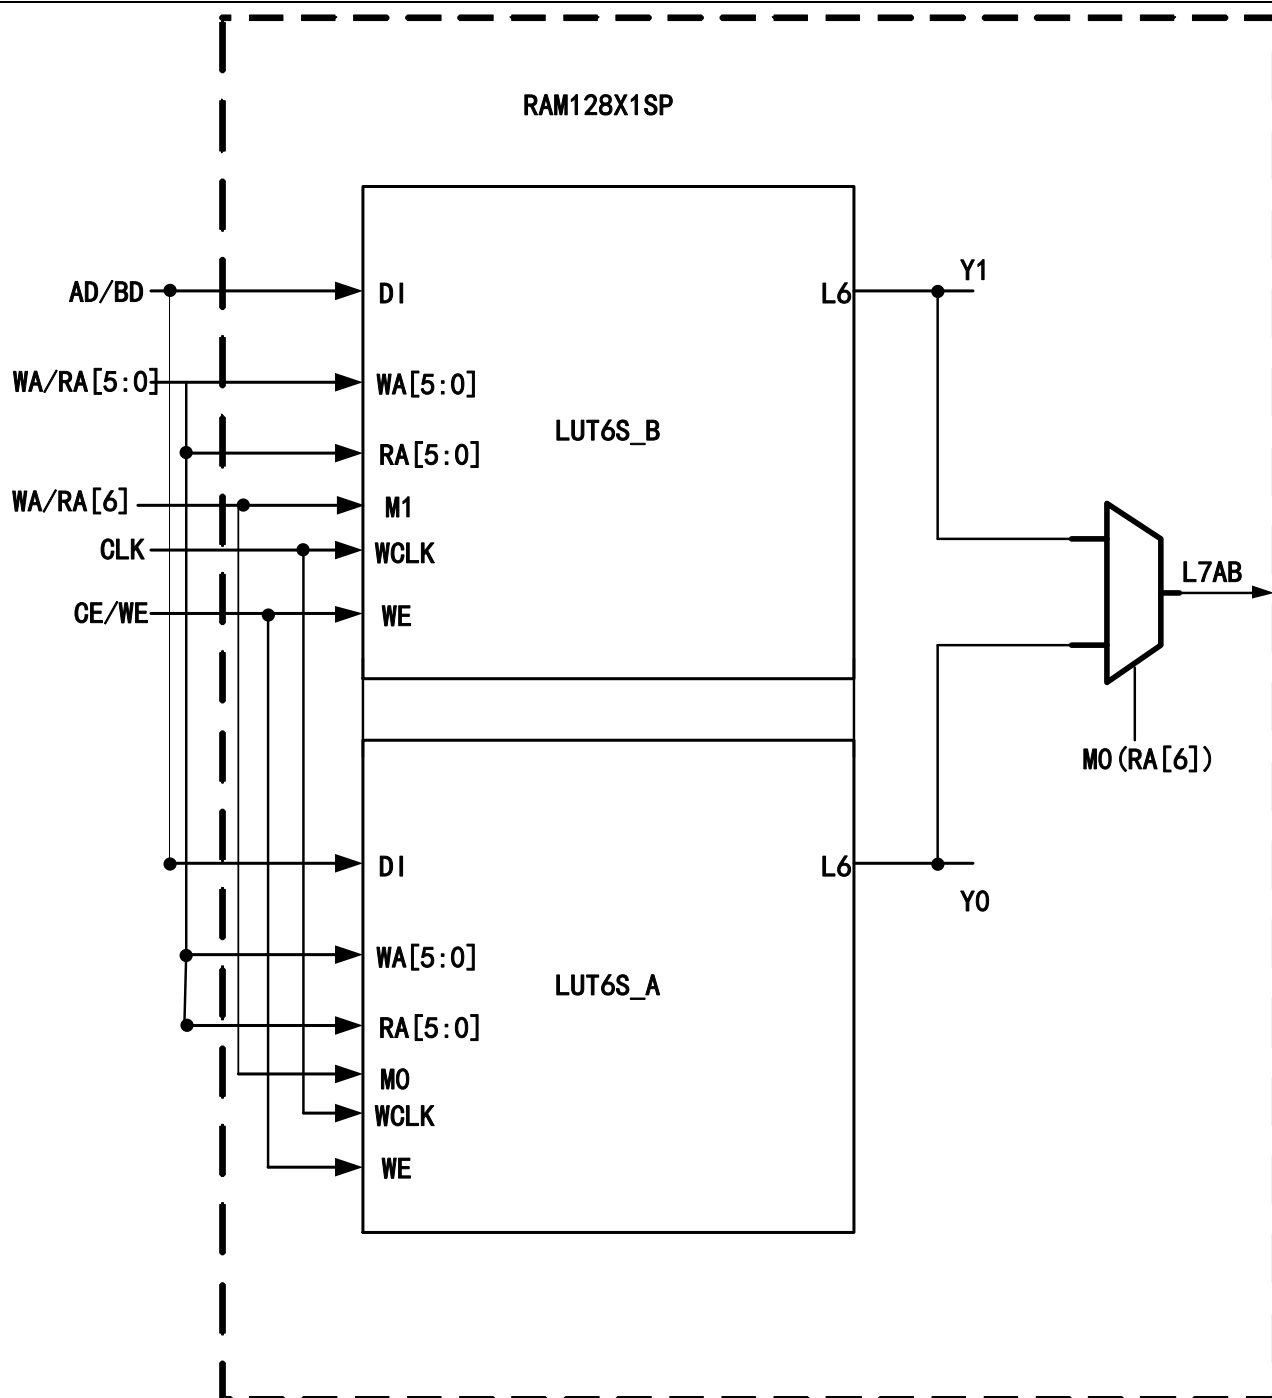 RAM128X1SP
AD/BD
DI
L6
Y1
WA/RA[5:0]
WA[5:0]
LUT6S_B
RA[5:0]
WA/RA[6]
M1
CLK
WCLK
CE/WE
WE
L7AB
M0(RA[6])
DI
L6
Y0
WA[5:0]
LUT6S_A
RA[5:0]
M0
WCLK
WE